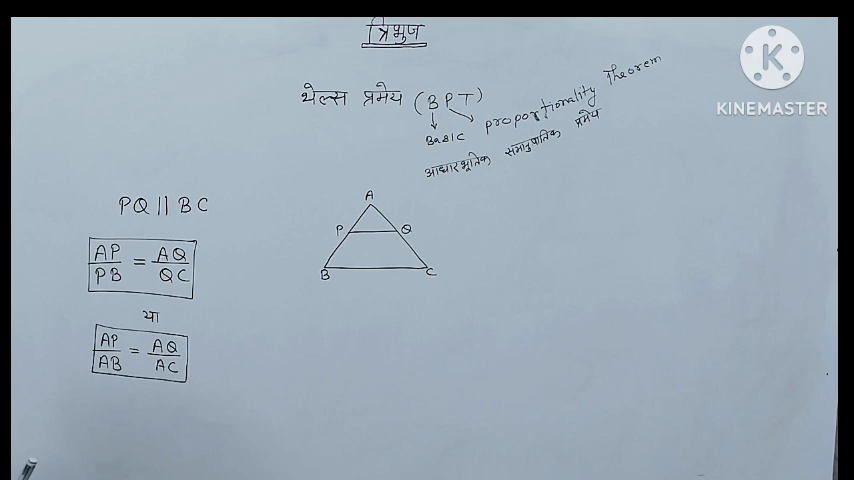 त्रिभुज
थेल्स प्रमेय (BPT)
Basic proportionality Theorem
आधारभूतिक समानुपातिक प्रमेय
KINEMASTER
PQ || BC
AP/PB = AQ/QC
या
AP/AB = AQ/AC
A
P Q
B C